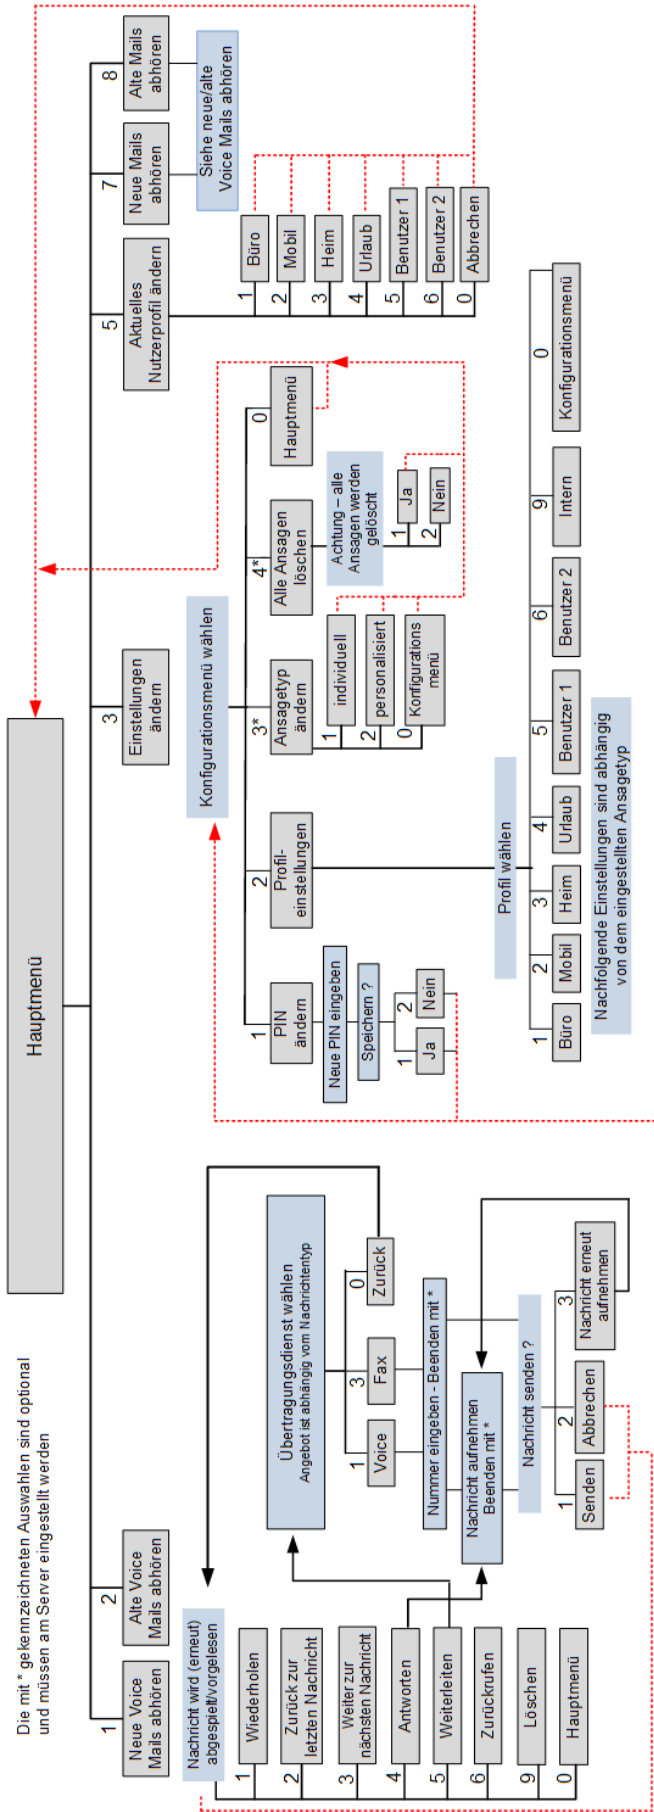 Die mit * gekennzeichneten Auswahlen sind optional
und müssen am Server eingestellt werden
Hauptmenü
1
Neue Voice
Mails abhören
2
Alte Voice
Mails abhören
3
Einstellungen
ändern
5
Aktuelles
Nutzerprofil ändern
7
Neue Mails
abhören
8
Alte Mails
abhören
Nachricht wird (erneut)
abgespielt/vorgelesen
1
Wiederholen
2
Zurück zur
letzten Nachricht
3
Weiter zur
nächsten Nachricht
4
Antworten
5
Weiterleiten
6
Zurückrufen
9
Löschen
0
Hauptmenü
Übertragungsdienst wählen
Angebot ist abhängig vom Nachrichtentyp
1
Voice
3
Fax
0
Zurück
Nummer eingeben - Beenden mit *
Nachricht aufnehmen
Beenden mit *
Nachricht senden ?
1
Senden
2
Abbrechen
3
Nachricht erneut
aufnehmen
Konfigurationsmenü wählen
1
PIN
ändern
Neue PIN eingeben
Speichern ?
1
Ja
2
Nein
2
Profil-
einstellungen
3*
Ansagetyp
ändern
1
individuell
2
personalisiert
0
Konfigurations
menü
4*
Alle Ansagen
löschen
Achtung – alle
Ansagen werden
gelöscht
1
Ja
2
Nein
0
Hauptmenü
Profil wählen
1
Büro
2
Mobil
3
Heim
4
Urlaub
5
Benutzer 1
6
Benutzer 2
9
Intern
0
Konfigurationsmenü
Nachfolgende Einstellungen sind abhängig
von dem eingestellten Ansagetyp
1
Büro
2
Mobil
3
Heim
4
Urlaub
5
Benutzer 1
6
Benutzer 2
0
Abbrechen
Siehe neue/alte
Voice Mails abhören